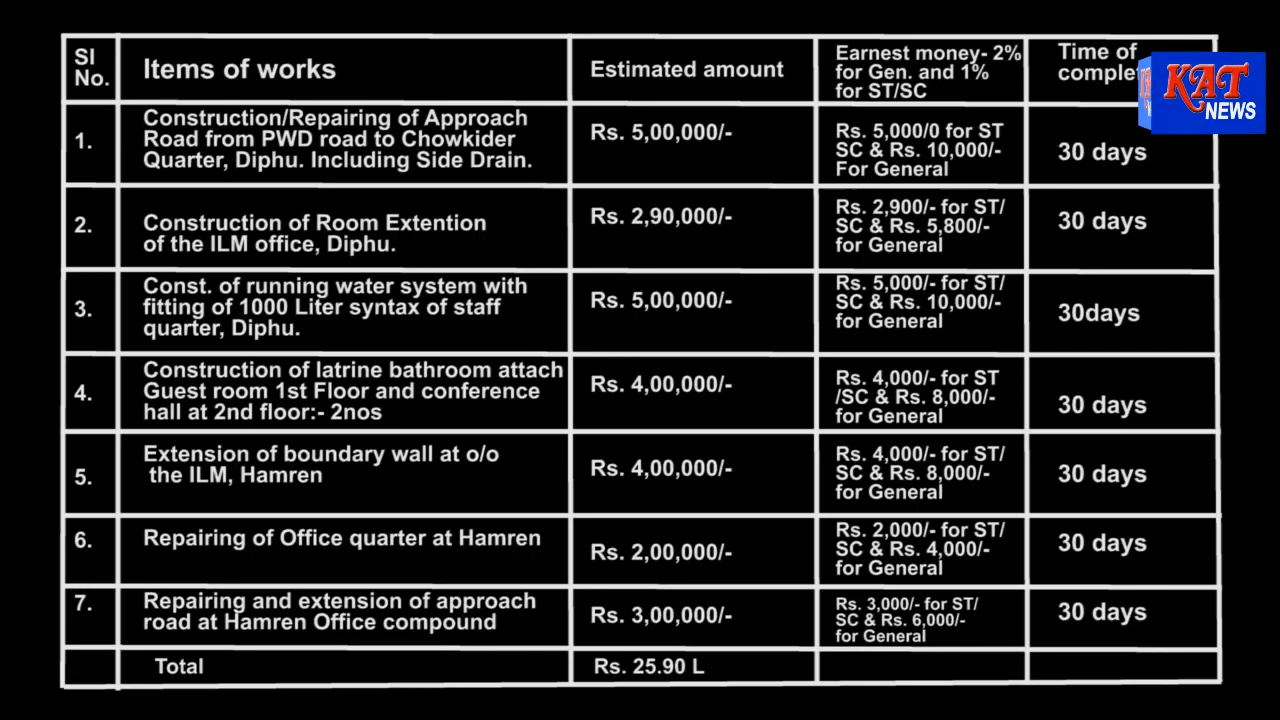 Sl
No.
Items of works
Estimated amount
Earnest money- 2%
for Gen. and 1%
for ST/SC
Time of
KAT
NEWS
1.
Construction/Repairing of Approach
Road from PWD road to Chowkider
Quarter, Diphu. Including Side Drain.
Rs. 5,00,000/-
Rs. 5,000/0 for ST
SC & Rs. 10,000/-
For General
30 days
2.
Construction of Room Extention
of the ILM office, Diphu.
Rs. 2,90,000/-
Rs. 2,900/- for ST/
SC & Rs. 5,800/-
for General
30 days
3.
Const. of running water system with
fitting of 1000 Liter syntax of staff
quarter, Diphu.
Rs. 5,00,000/-
Rs. 5,000/- for ST/
SC & Rs. 10,000/-
for General
30days
4.
Construction of latrine bathroom attach
Guest room 1st Floor and conference
hall at 2nd floor:- 2nos
Rs. 4,00,000/-
Rs. 4,000/- for ST
/SC & Rs. 8,000/-
for General
30 days
5.
Extension of boundary wall at o/o
the ILM, Hamren
Rs. 4,00,000/-
Rs. 4,000/- for ST/
SC & Rs. 8,000/-
for General
30 days
6.
Repairing of Office quarter at Hamren
Rs. 2,00,000/-
Rs. 2,000/- for ST/
SC & Rs. 4,000/-
for General
30 days
7.
Repairing and extension of approach
road at Hamren Office compound
Rs. 3,00,000/-
Rs. 3,000/- for ST/
SC & Rs. 6,000/-
for General
30 days
Total
Rs. 25.90 L